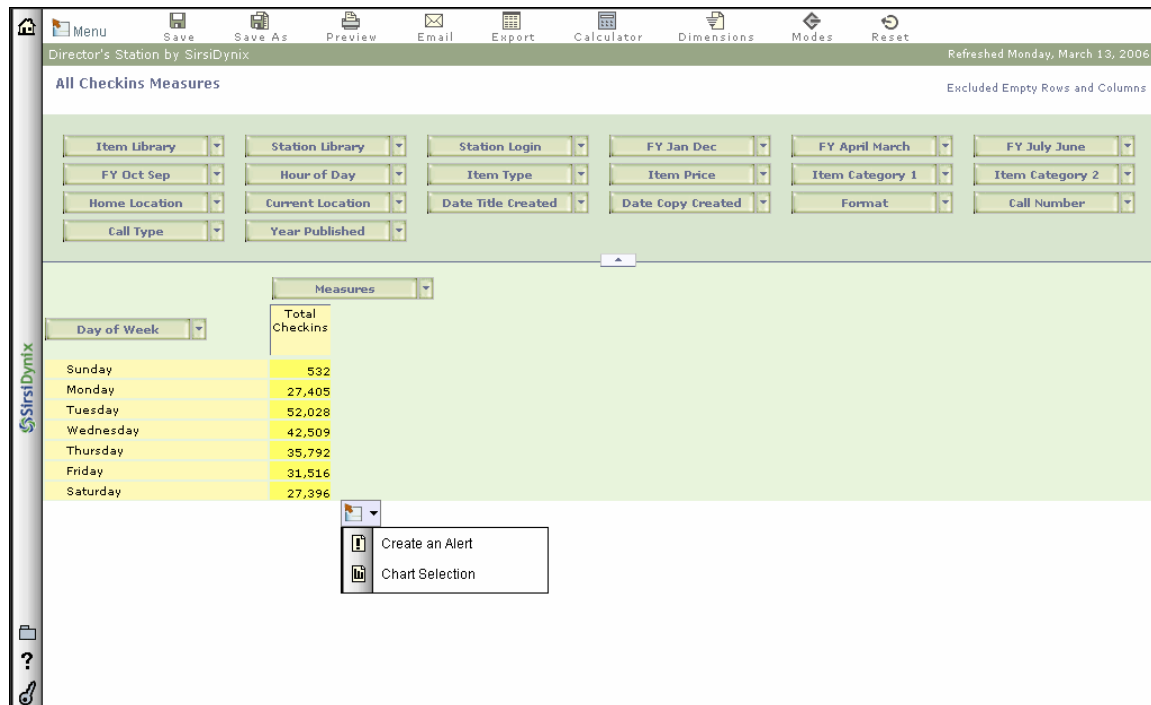 Menu Save Save As Preview Email Export Calculator Dimensions Modes Reset
Director's Station by SirsiDynix Refreshed Monday, March 13, 2006
All Checkins Measures Excluded Empty Rows and Columns
Item Library Station Library Station Login FY Jan Dec FY April March FY July June
FY Oct Sep Hour of Day Item Type Item Price Item Category 1 Item Category 2
Home Location Current Location Date Title Created Date Copy Created Format Call Number
Call Type Year Published
Measures
Day of Week Total
Checkins
Sunday 532
Monday 27,405
Tuesday 52,028
Wednesday 42,509
Thursday 35,792
Friday 31,516
Saturday 27,396
Create an Alert
Chart Selection
SirsiDynix
?